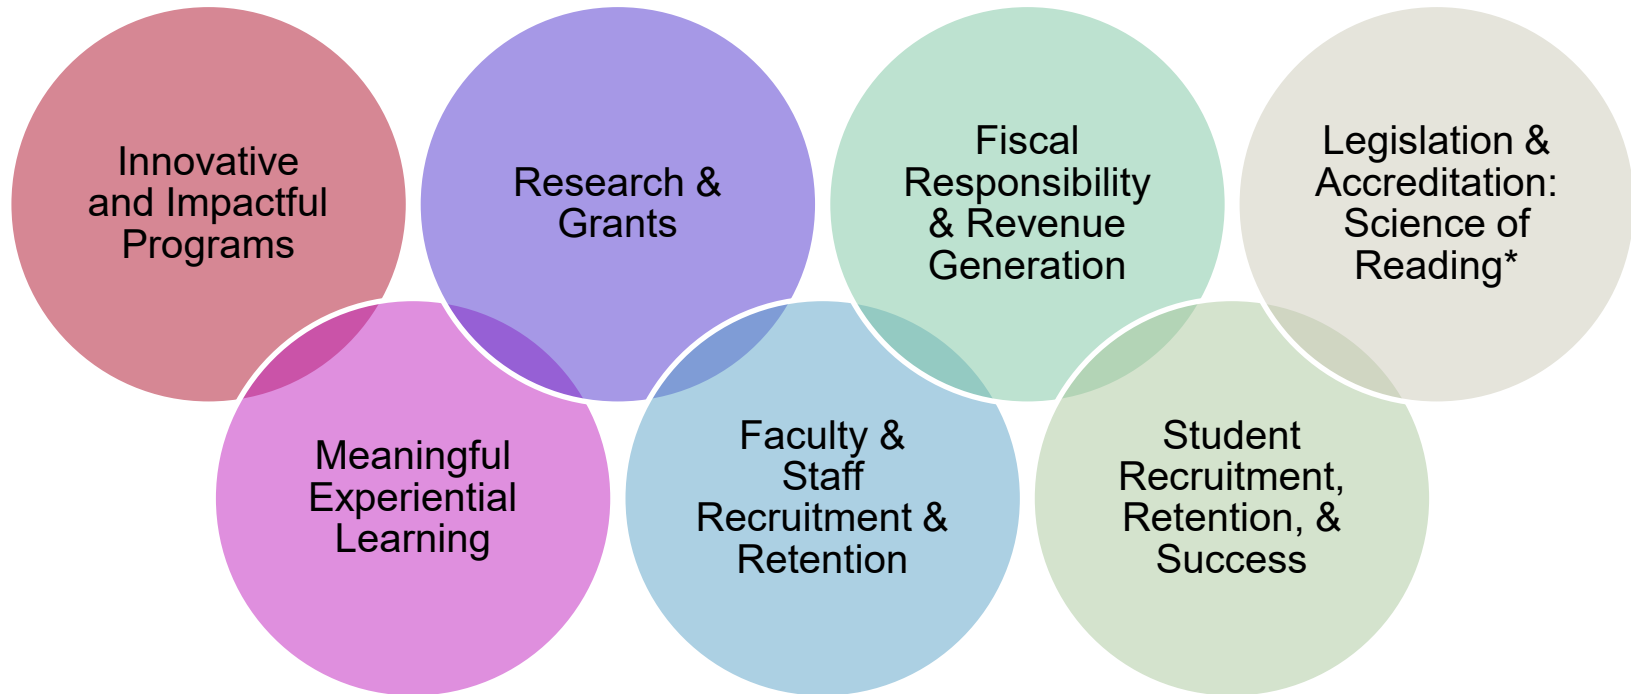 Innovative
and Impactful
Programs
Research &
Grants
Fiscal
Responsibility
& Revenue
Generation
Legislation &
Accreditation:
Science of
Reading*
Meaningful
Experiential
Learning
Faculty &
Staff
Recruitment &
Retention
Student
Recruitment,
Retention, &
Success